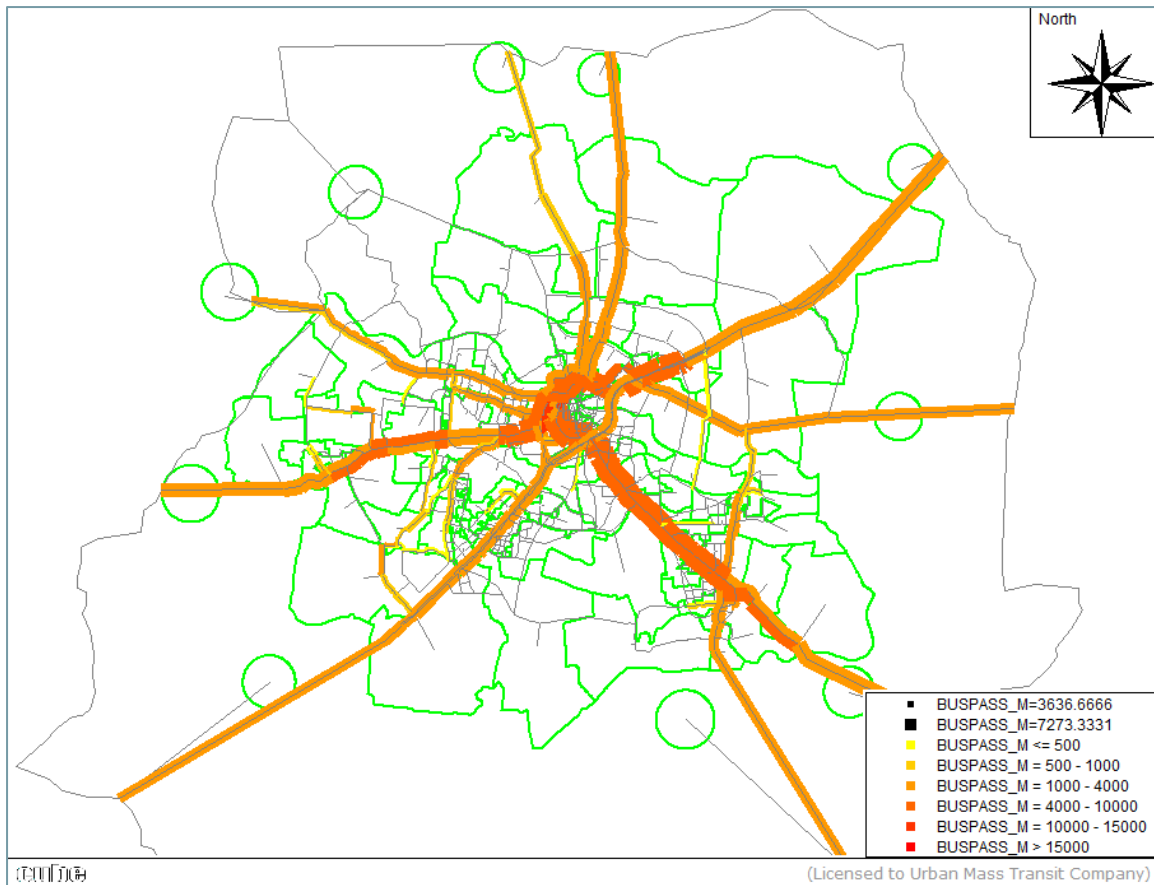 North
BUSPASS_M=3636.6666
BUSPASS_M=7273.3331
BUSPASS_M <= 500
BUSPASS_M = 500 - 1000
BUSPASS_M = 1000 - 4000
BUSPASS_M = 4000 - 10000
BUSPASS_M = 10000 - 15000
BUSPASS_M > 15000
cube
(Licensed to Urban Mass Transit Company)